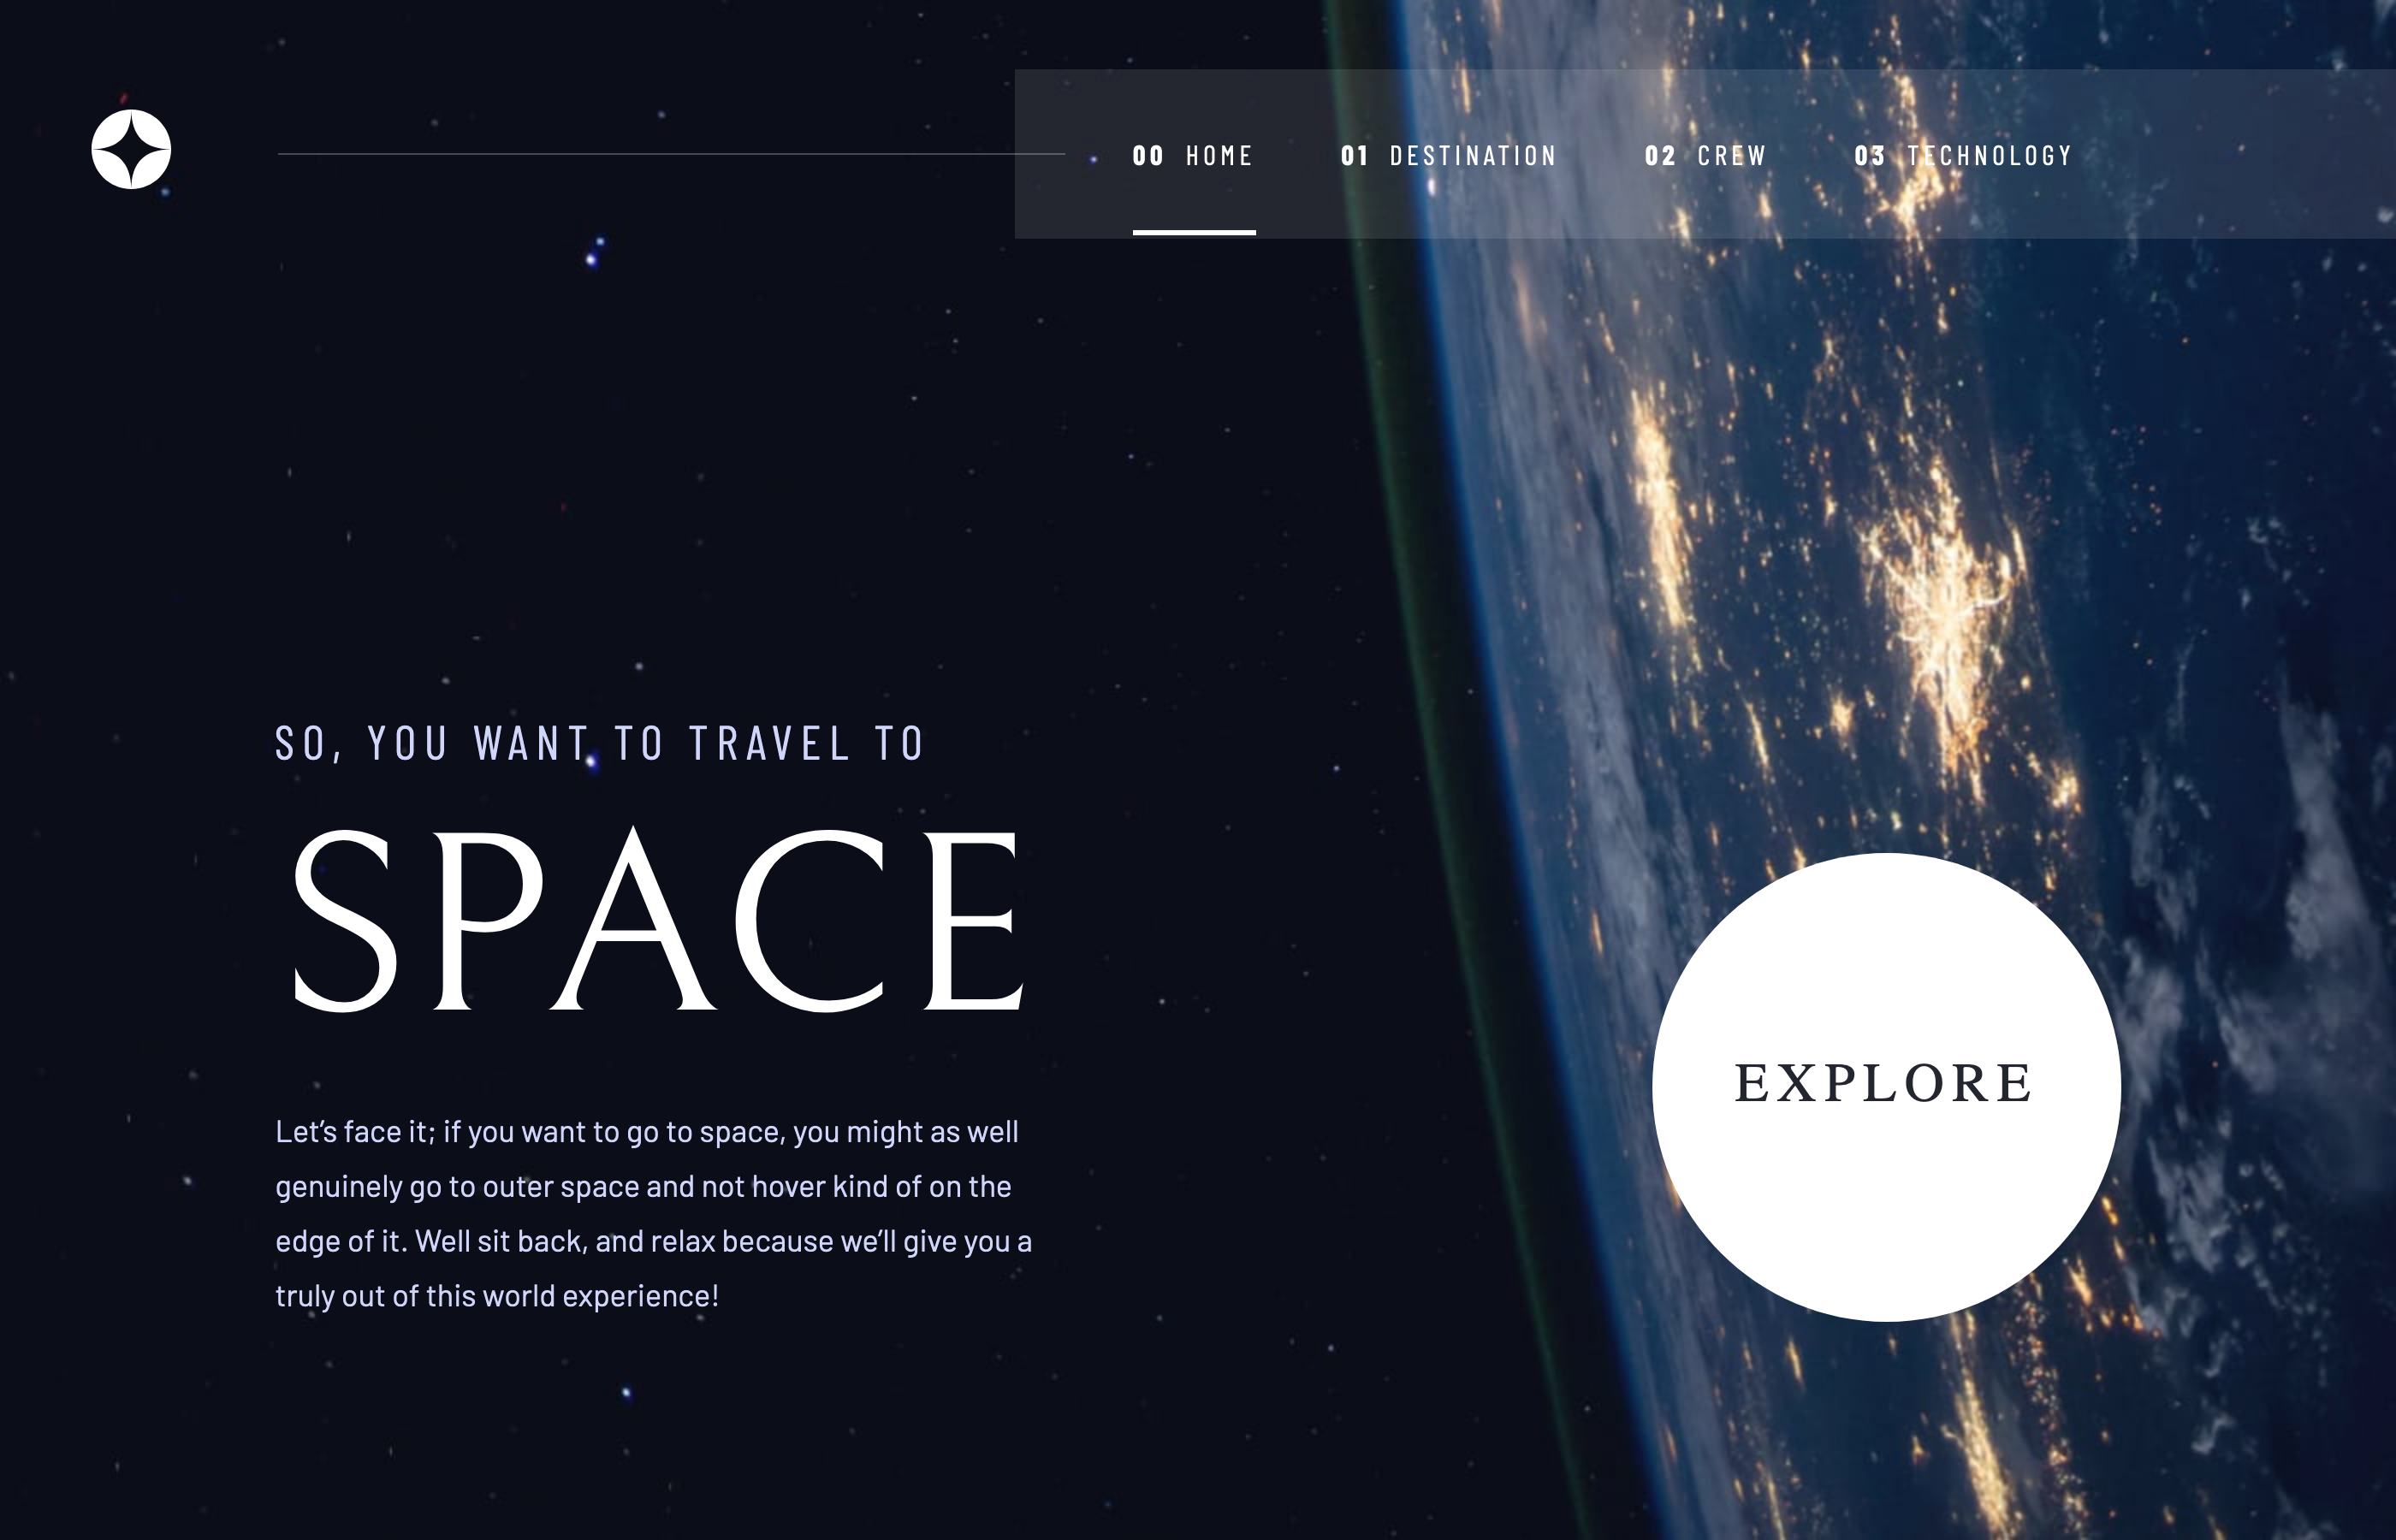 00 HOME 01 DESTINATION 02 CREW 03 TECHNOLOGY
SO, YOU WANT TO TRAVEL TO
SPACE
Let’s face it; if you want to go to space, you might as well
genuinely go to outer space and not hover kind of on the
edge of it. Well sit back, and relax because we’ll give you a
truly out of this world experience!
EXPLORE